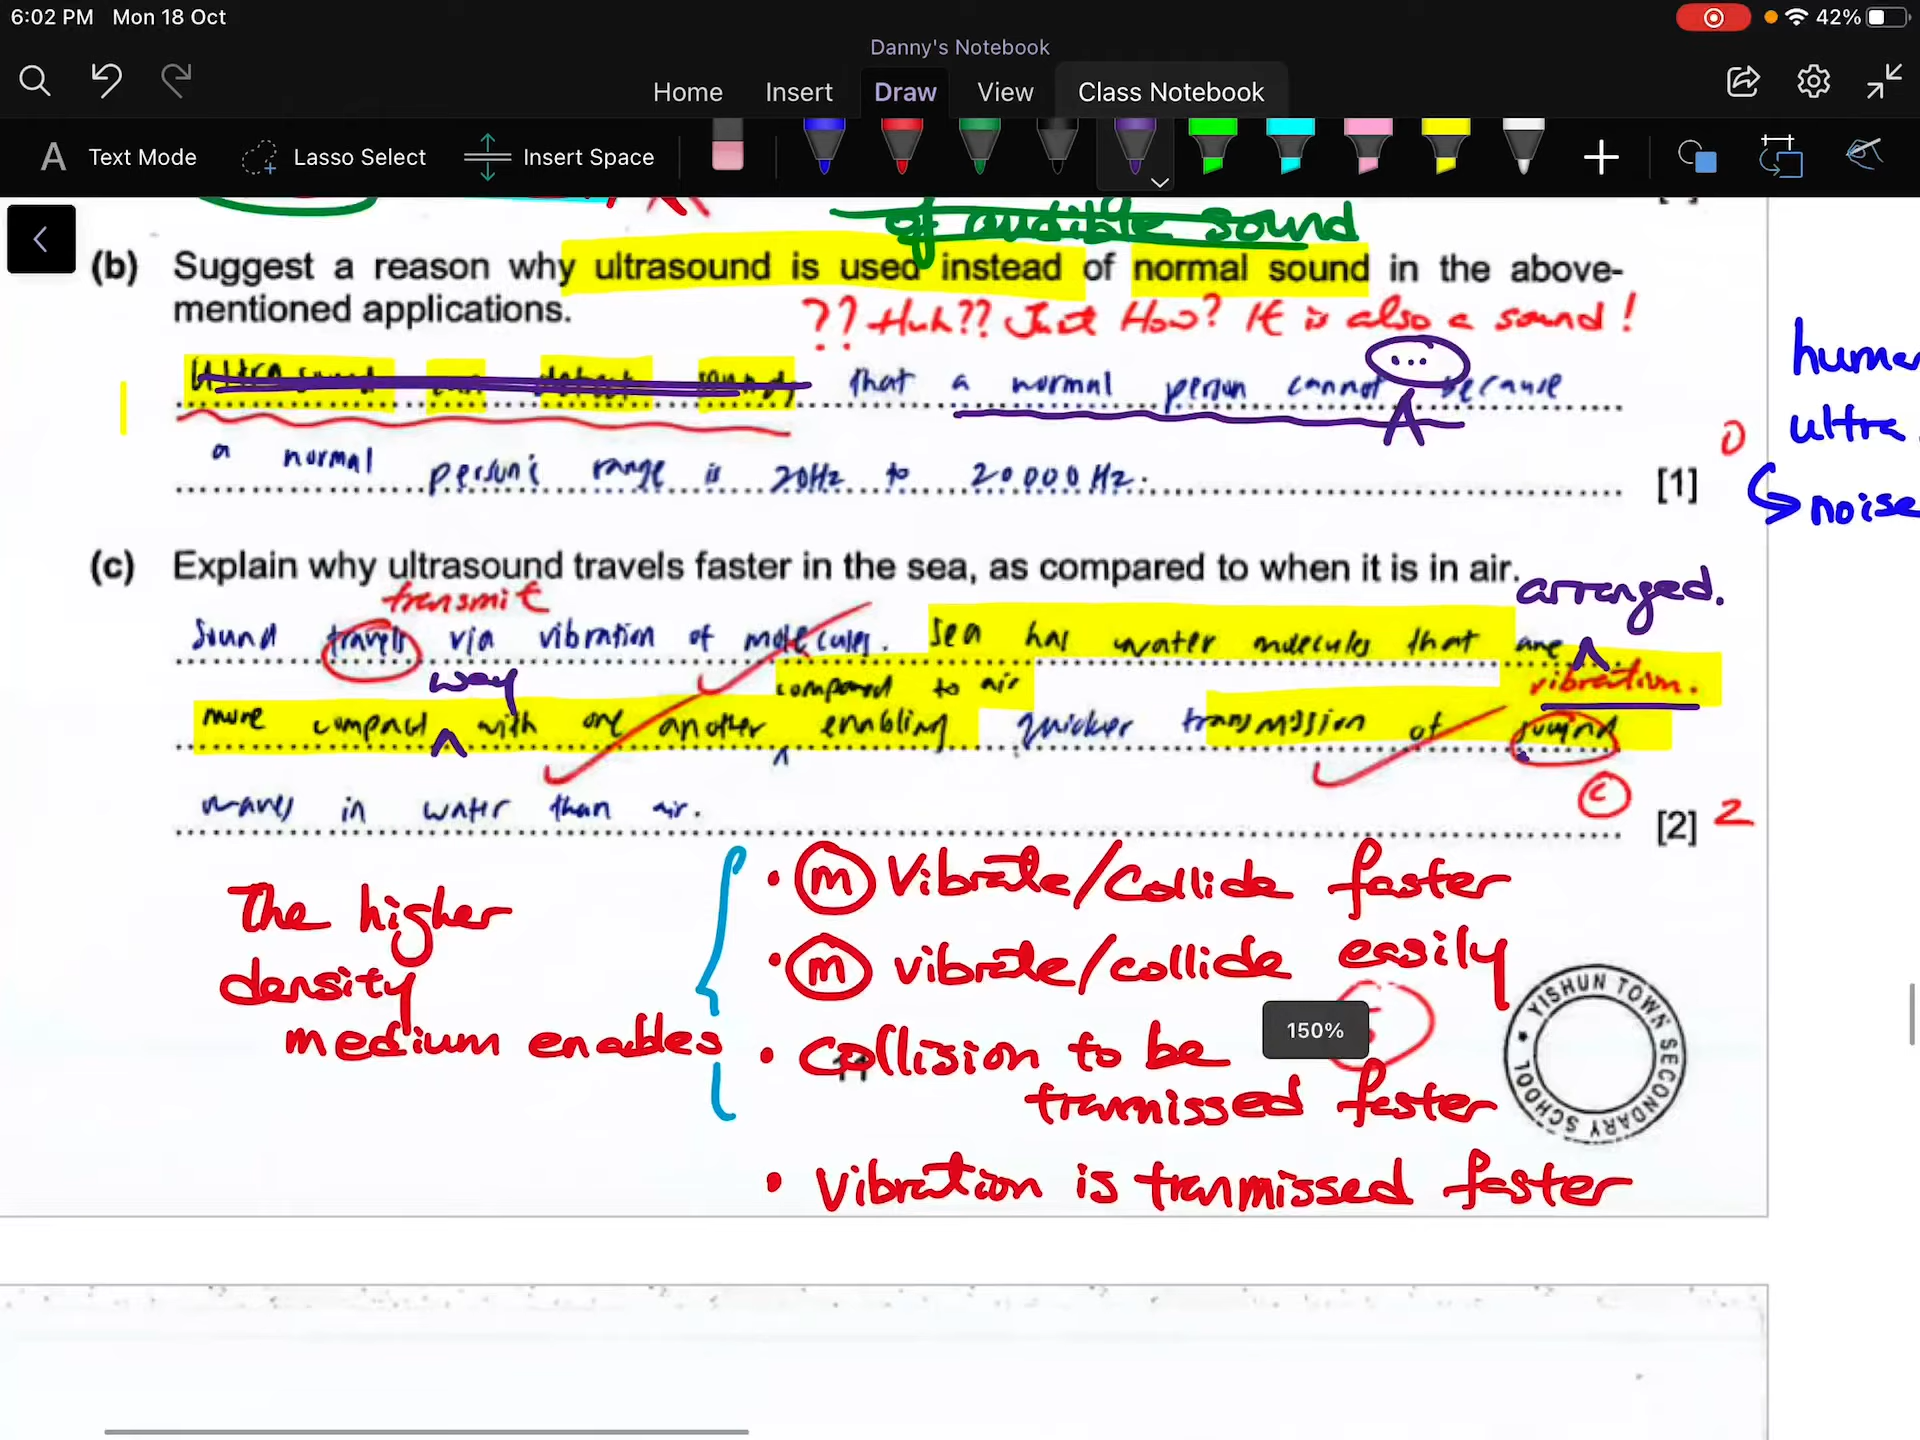 6:02 PM Mon 18 Oct
42%
Danny's Notebook
Home Insert Draw View Class Notebook
A Text Mode Lasso Select Insert Space
of audible sound
(b) Suggest a reason why ultrasound is used instead of normal sound in the above-
mentioned applications.
?? Huh?? Just How? It is also a sound!
Ultra sound can detect sounds that a normal person cannot ... because
a normal person's range is 20Hz to 20000Hz.
[1] 0
human
ultra
noise
(c) Explain why ultrasound travels faster in the sea, as compared to when it is in air.
transmit
arranged.
Sound travels via vibration of molecules. Sea has water molecules that are
way compared to air vibration.
more compact with one another enabling quicker transmission of sound
waves in water than air.
c
[2] 2
The higher
density
medium enables
• m Vibrate/Collide faster
• m vibrate/collide easily
• Collision to be
tranmissed faster
• Vibration is tranmissed faster
150%
11
YISHUN TOWN SECONDARY SCHOOL